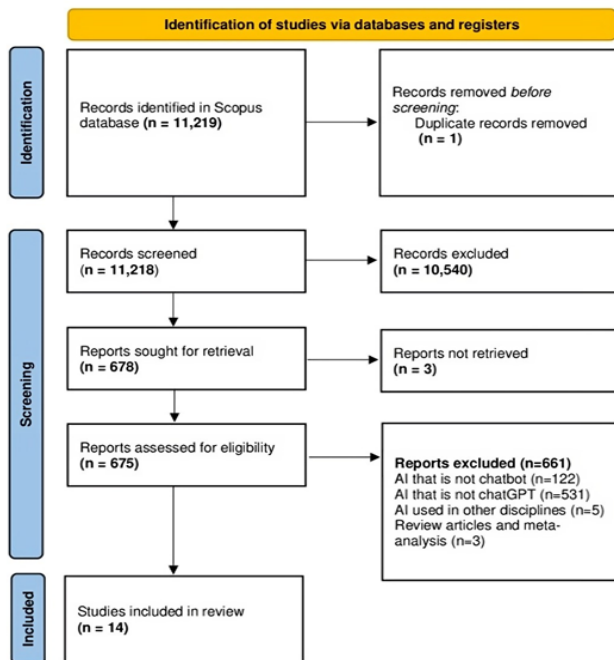 Identification of studies via databases and registers
Identification
Records identified in Scopus
database (n = 11,219)
Records removed before
screening:
Duplicate records removed
(n = 1)
Screening
Records screened
(n = 11,218)
Records excluded
(n = 10,540)
Reports sought for retrieval
(n = 678)
Reports not retrieved
(n = 3)
Reports assessed for eligibility
(n = 675)
Reports excluded (n=661)
AI that is not chatbot (n=122)
AI that is not chatGPT (n=531)
AI used in other disciplines (n=5)
Review articles and meta-
analysis (n=3)
Included
Studies included in review
(n = 14)